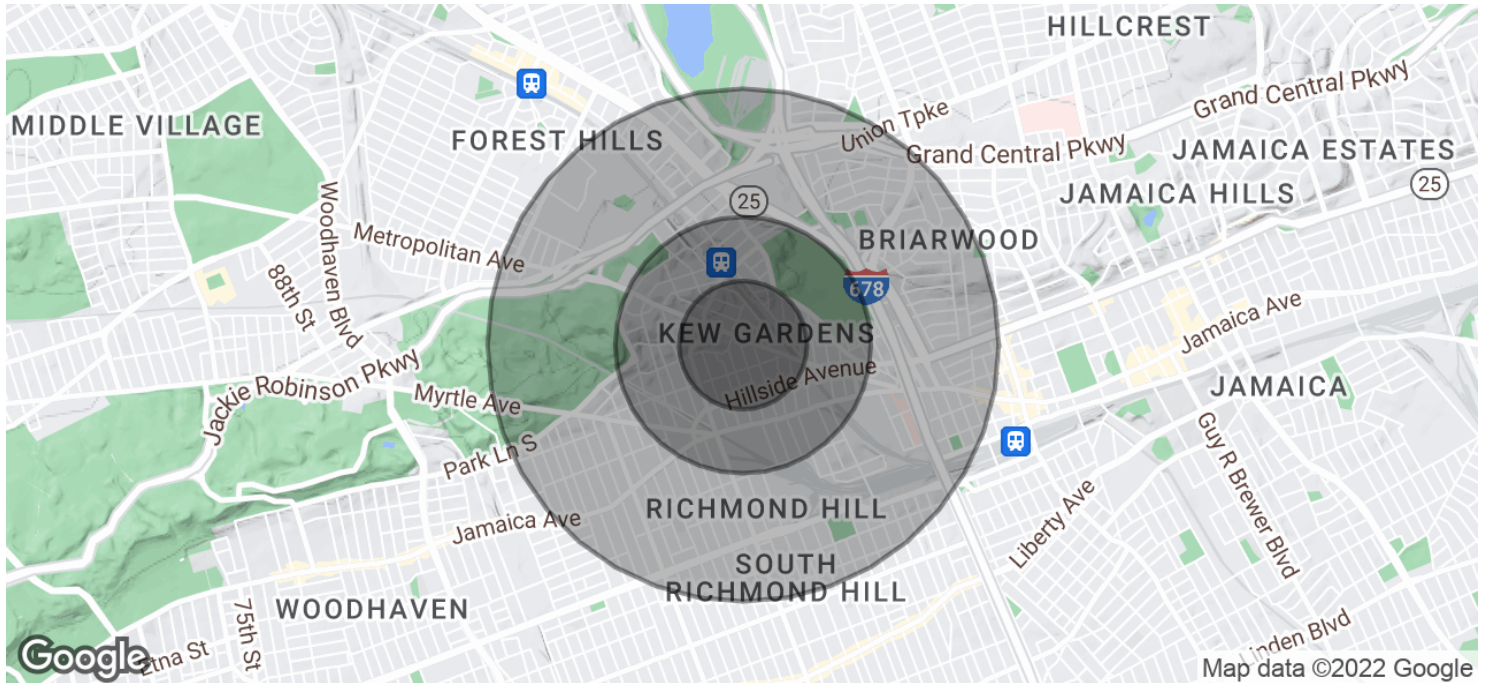 HILLCREST
Grand Central Pkwy
Union Tpke
MIDDLE VILLAGE
FOREST HILLS
Grand Central Pkwy
JAMAICA ESTATES
25
JAMAICA HILLS
25
Woodhaven Blvd
Metropolitan Ave
BRIARWOOD
88th St
678
KEW GARDENS
Jamaica Ave
Jackie Robinson Pkwy
Myrtle Ave
Hillside Avenue
JAMAICA
Park Ln S
Guy R Brewer Blvd
RICHMOND HILL
Jamaica Ave
Liberty Ave
SOUTH
RICHMOND HILL
WOODHAVEN
75th St
Linden Blvd
Google
Etna St
Map data ©2022 Google